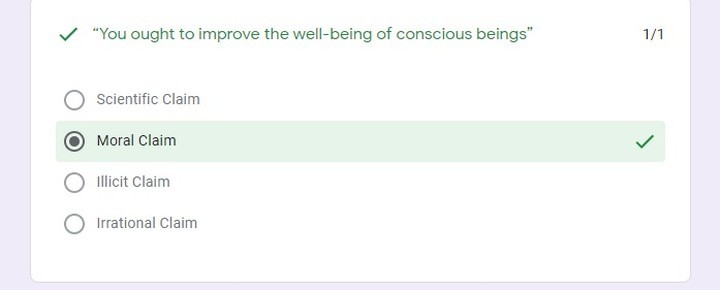 “You ought to improve the well-being of conscious beings” 1/1
Scientific Claim
Moral Claim
Illicit Claim
Irrational Claim